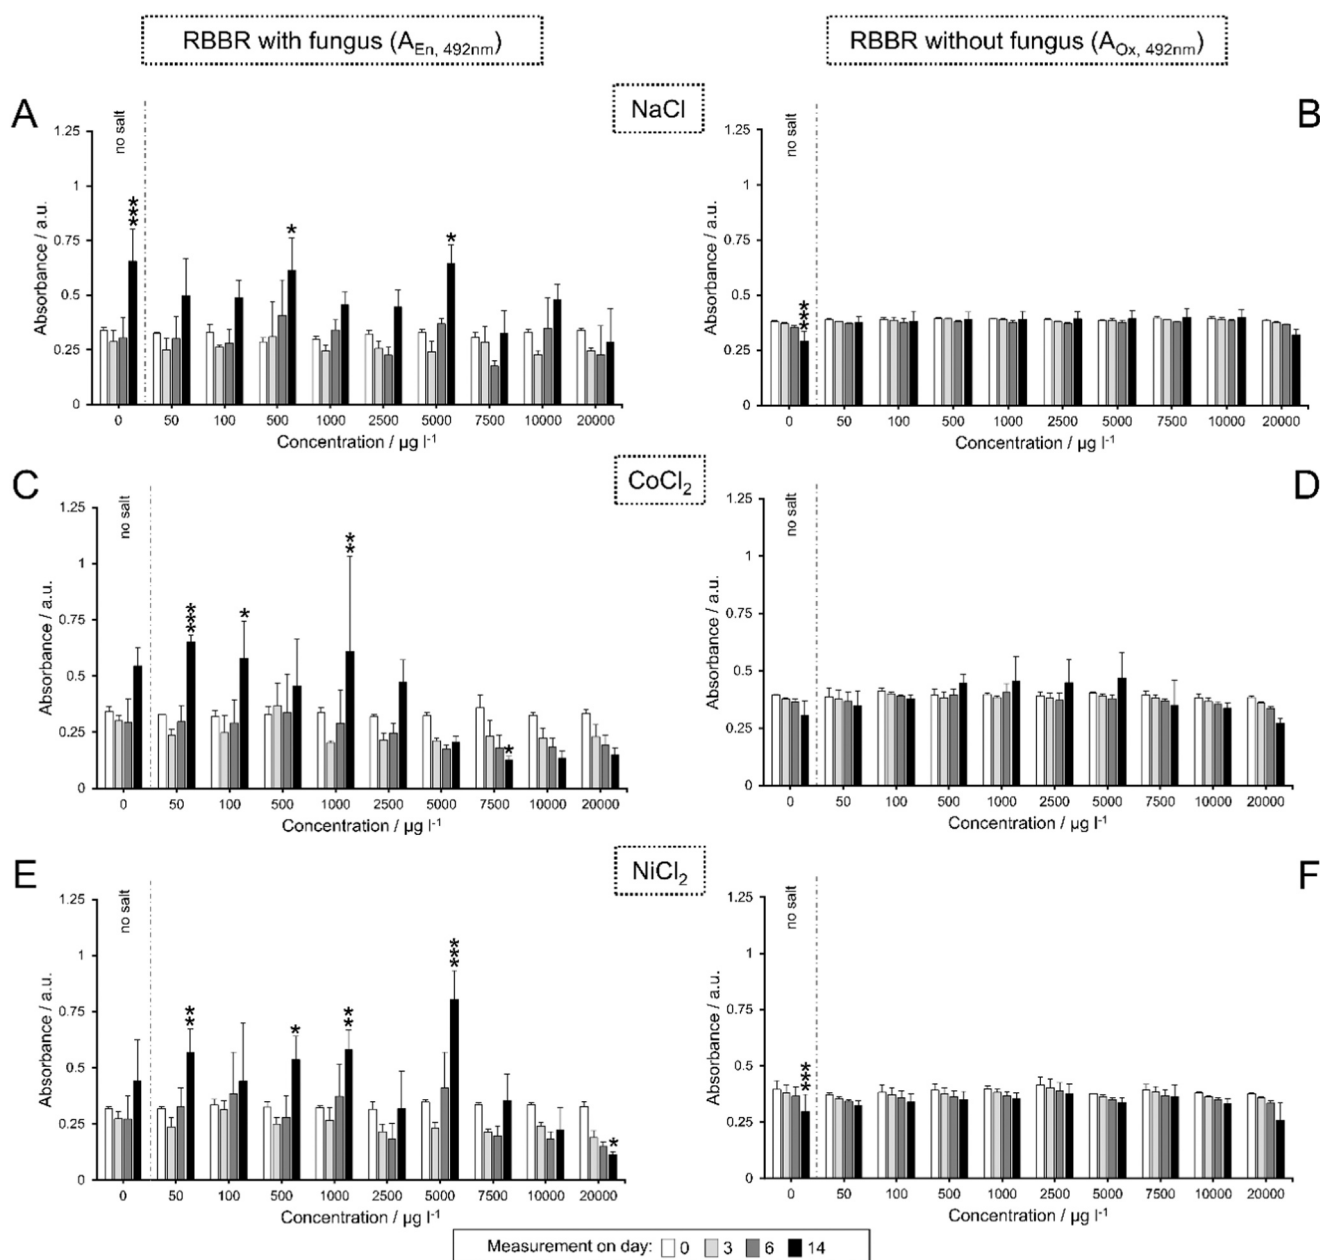 RBBR with fungus (A_En, 492nm)
RBBR without fungus (A_Ox, 492nm)
A
NaCl
B
Absorbance / a.u.
1.25
1
0.75
0.5
0.25
0
no salt
***
*
*
0 50 100 500 1000 2500 5000 7500 10000 20000
Concentration / µg l⁻¹
Absorbance / a.u.
1.25
1
0.75
0.5
0.25
0
no salt
***
0 50 100 500 1000 2500 5000 7500 10000 20000
Concentration / µg l⁻¹
C
CoCl₂
D
Absorbance / a.u.
1.25
1
0.75
0.5
0.25
0
no salt
***
*
**
*
0 50 100 500 1000 2500 5000 7500 10000 20000
Concentration / µg l⁻¹
Absorbance / a.u.
1.25
1
0.75
0.5
0.25
0
no salt
0 50 100 500 1000 2500 5000 7500 10000 20000
Concentration / µg l⁻¹
E
NiCl₂
F
Absorbance / a.u.
1.25
1
0.75
0.5
0.25
0
no salt
**
*
**
***
*
0 50 100 500 1000 2500 5000 7500 10000 20000
Concentration / µg l⁻¹
Absorbance / a.u.
1.25
1
0.75
0.5
0.25
0
no salt
***
0 50 100 500 1000 2500 5000 7500 10000 20000
Concentration / µg l⁻¹
Measurement on day: 0 3 6 14